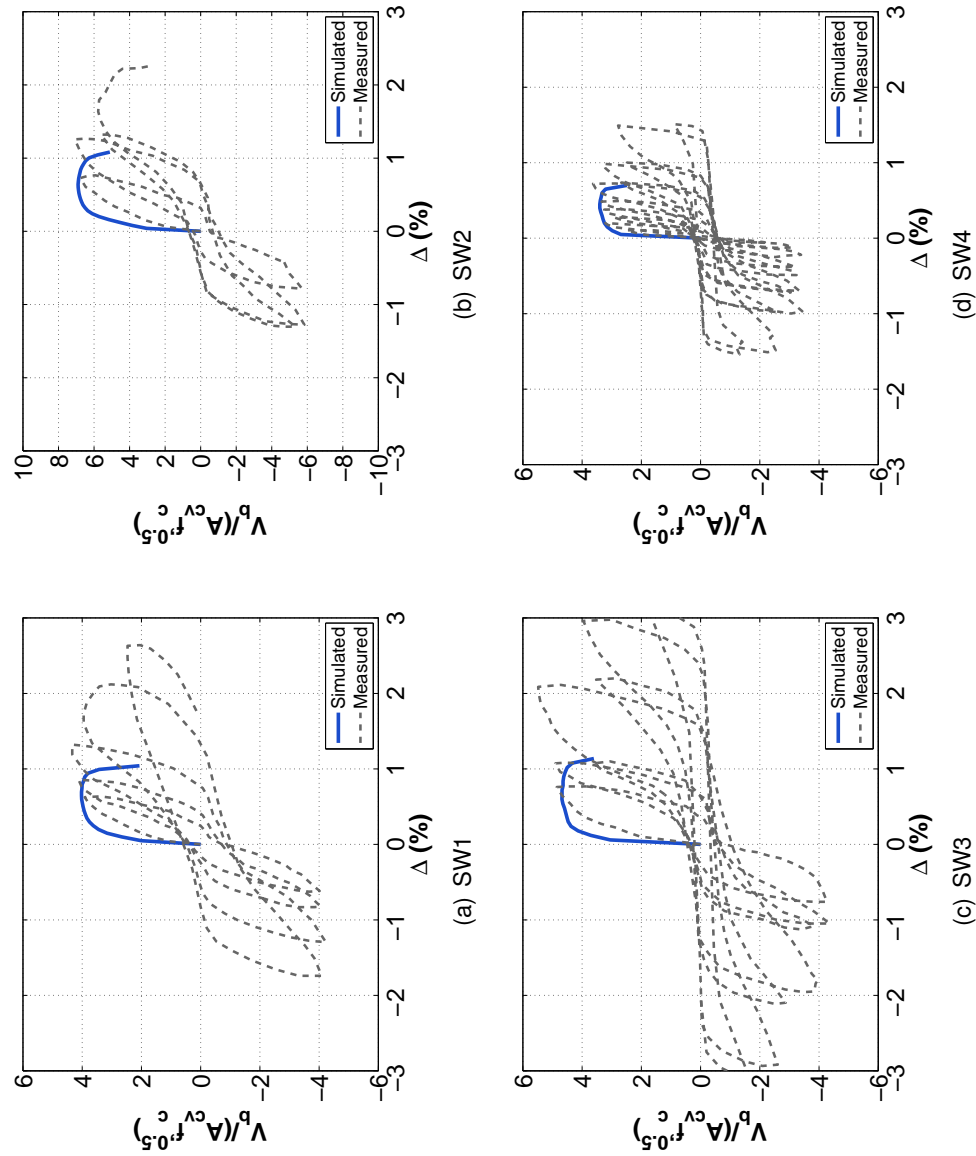 V_b/(A_cv f'_c^0.5)
6
4
2
0
−2
−4
−6
Simulated
Measured
−3 −2 −1 0 1 2 3
Δ (%)
(a) SW1
V_b/(A_cv f'_c^0.5)
10
8
6
4
2
0
−2
−4
−6
−8
−10
Simulated
Measured
−3 −2 −1 0 1 2 3
Δ (%)
(b) SW2
V_b/(A_cv f'_c^0.5)
6
4
2
0
−2
−4
−6
Simulated
Measured
−3 −2 −1 0 1 2 3
Δ (%)
(c) SW3
V_b/(A_cv f'_c^0.5)
6
4
2
0
−2
−4
−6
Simulated
Measured
−3 −2 −1 0 1 2 3
Δ (%)
(d) SW4